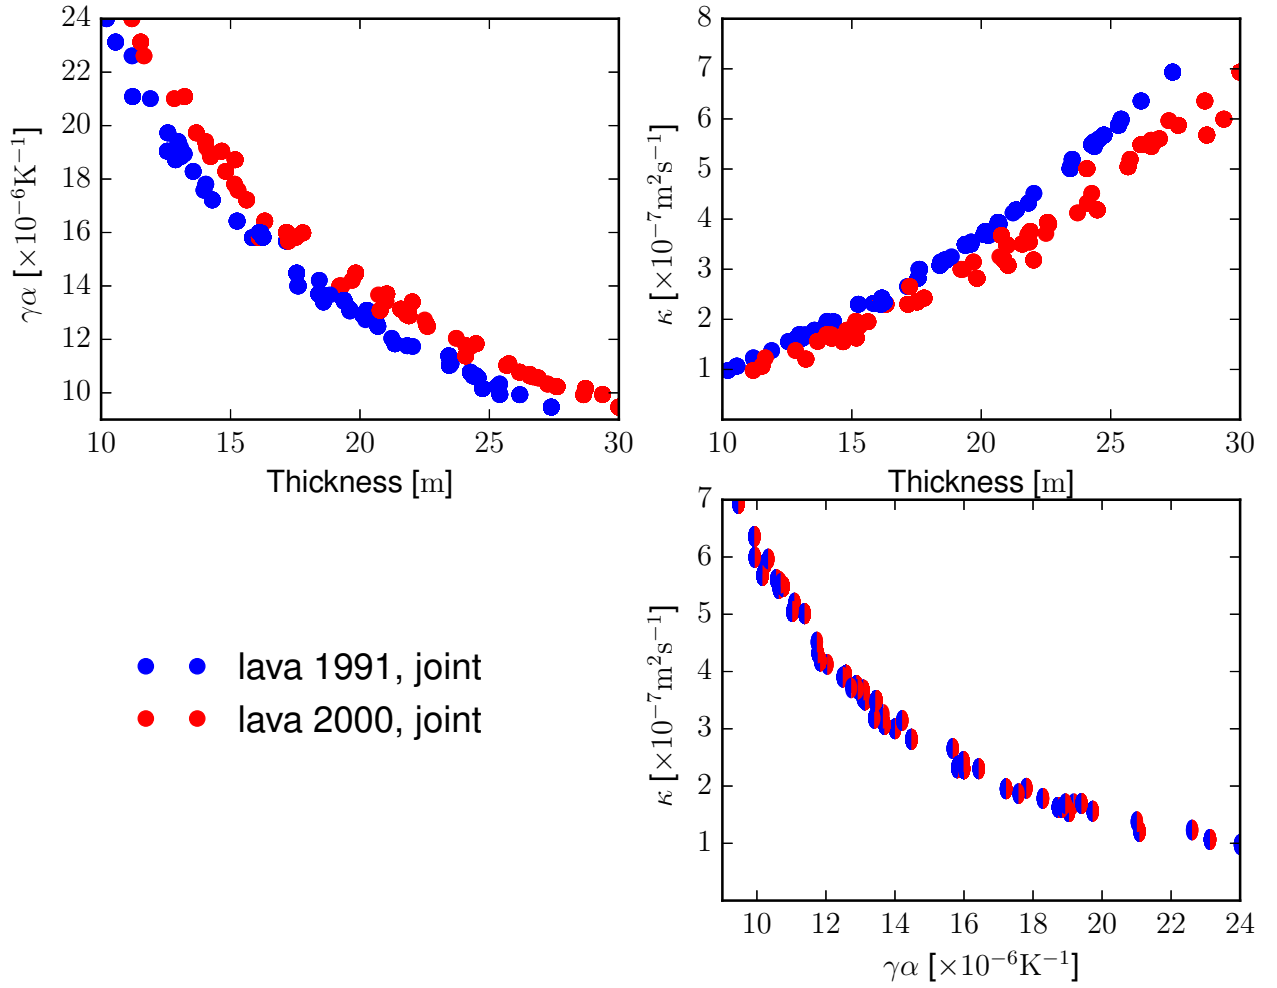 24
22
20
18
16
14
12
10
γα [×10⁻⁶K⁻¹]
10 15 20 25 30
Thickness [m]
8
7
6
5
4
3
2
1
κ [×10⁻⁷m²s⁻¹]
10 15 20 25 30
Thickness [m]
lava 1991, joint
lava 2000, joint
7
6
5
4
3
2
1
κ [×10⁻⁷m²s⁻¹]
10 12 14 16 18 20 22 24
γα [×10⁻⁶K⁻¹]